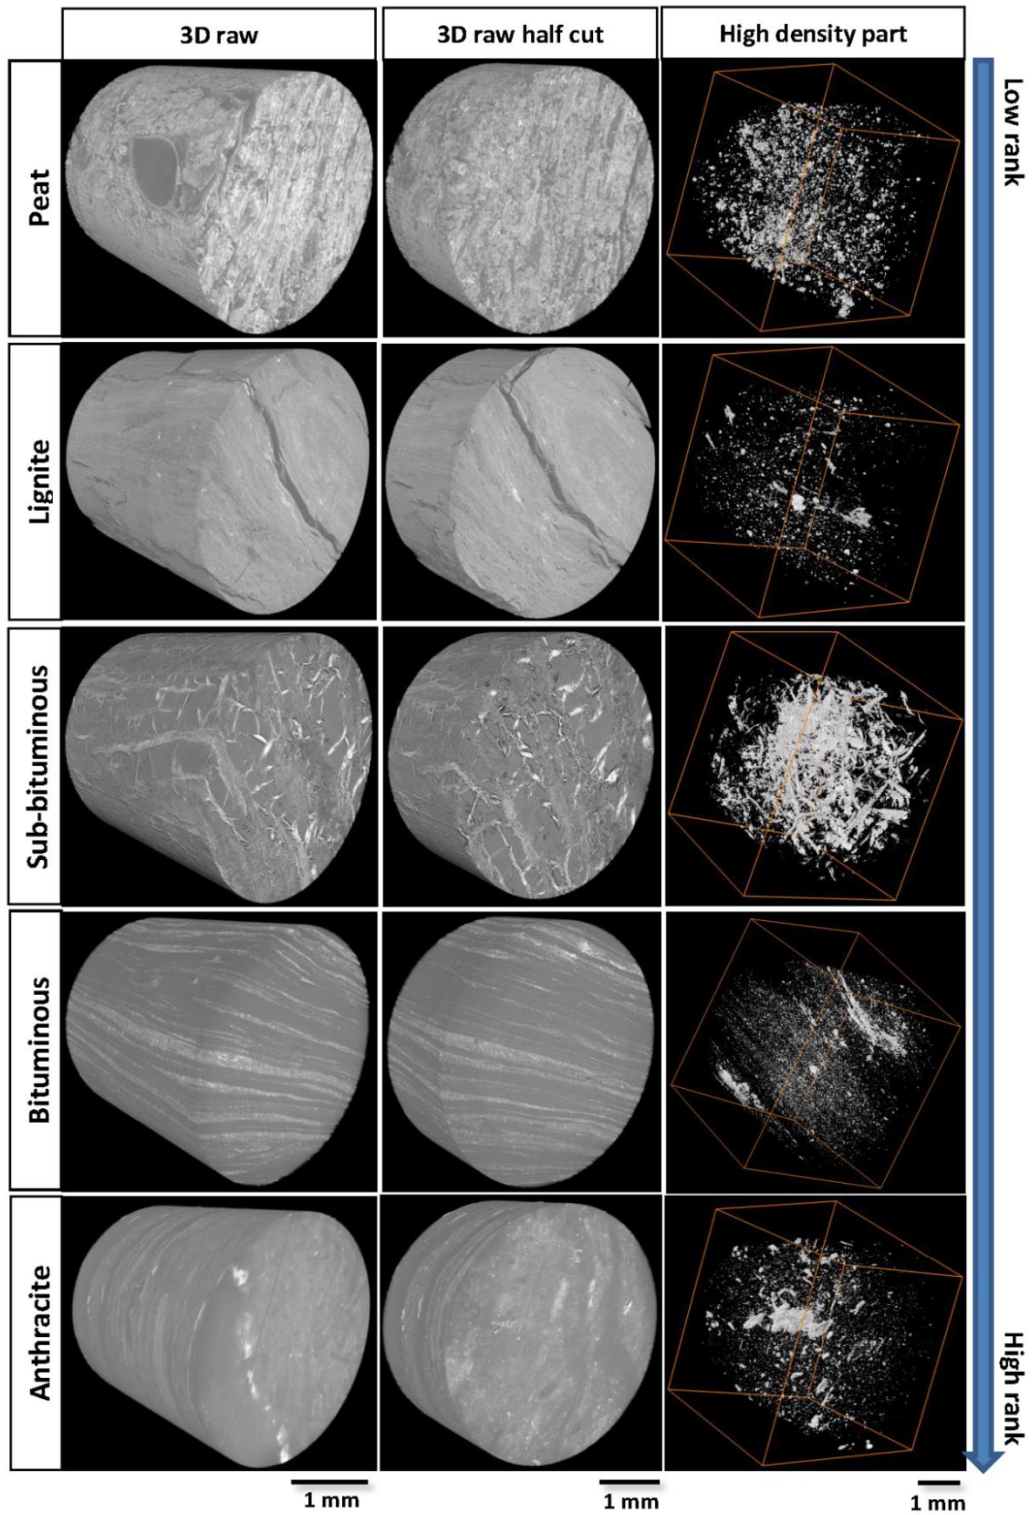 3D raw
3D raw half cut
High density part
Low rank
Peat
Lignite
Sub-bituminous
Bituminous
Anthracite
High rank
1 mm
1 mm
1 mm